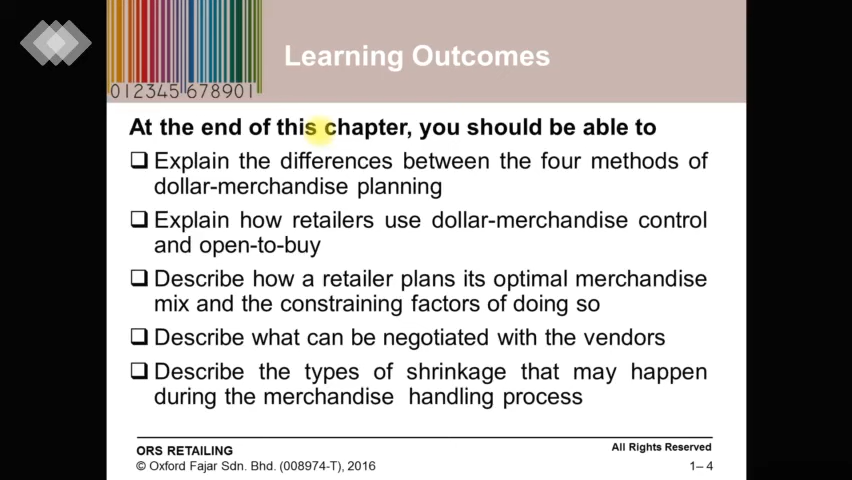 012345 678901
Learning Outcomes
At the end of this chapter, you should be able to
❑ Explain the differences between the four methods of
dollar-merchandise planning
❑ Explain how retailers use dollar-merchandise control
and open-to-buy
❑ Describe how a retailer plans its optimal merchandise
mix and the constraining factors of doing so
❑ Describe what can be negotiated with the vendors
❑ Describe the types of shrinkage that may happen
during the merchandise handling process
ORS RETAILING
All Rights Reserved
© Oxford Fajar Sdn. Bhd. (008974-T), 2016
1– 4